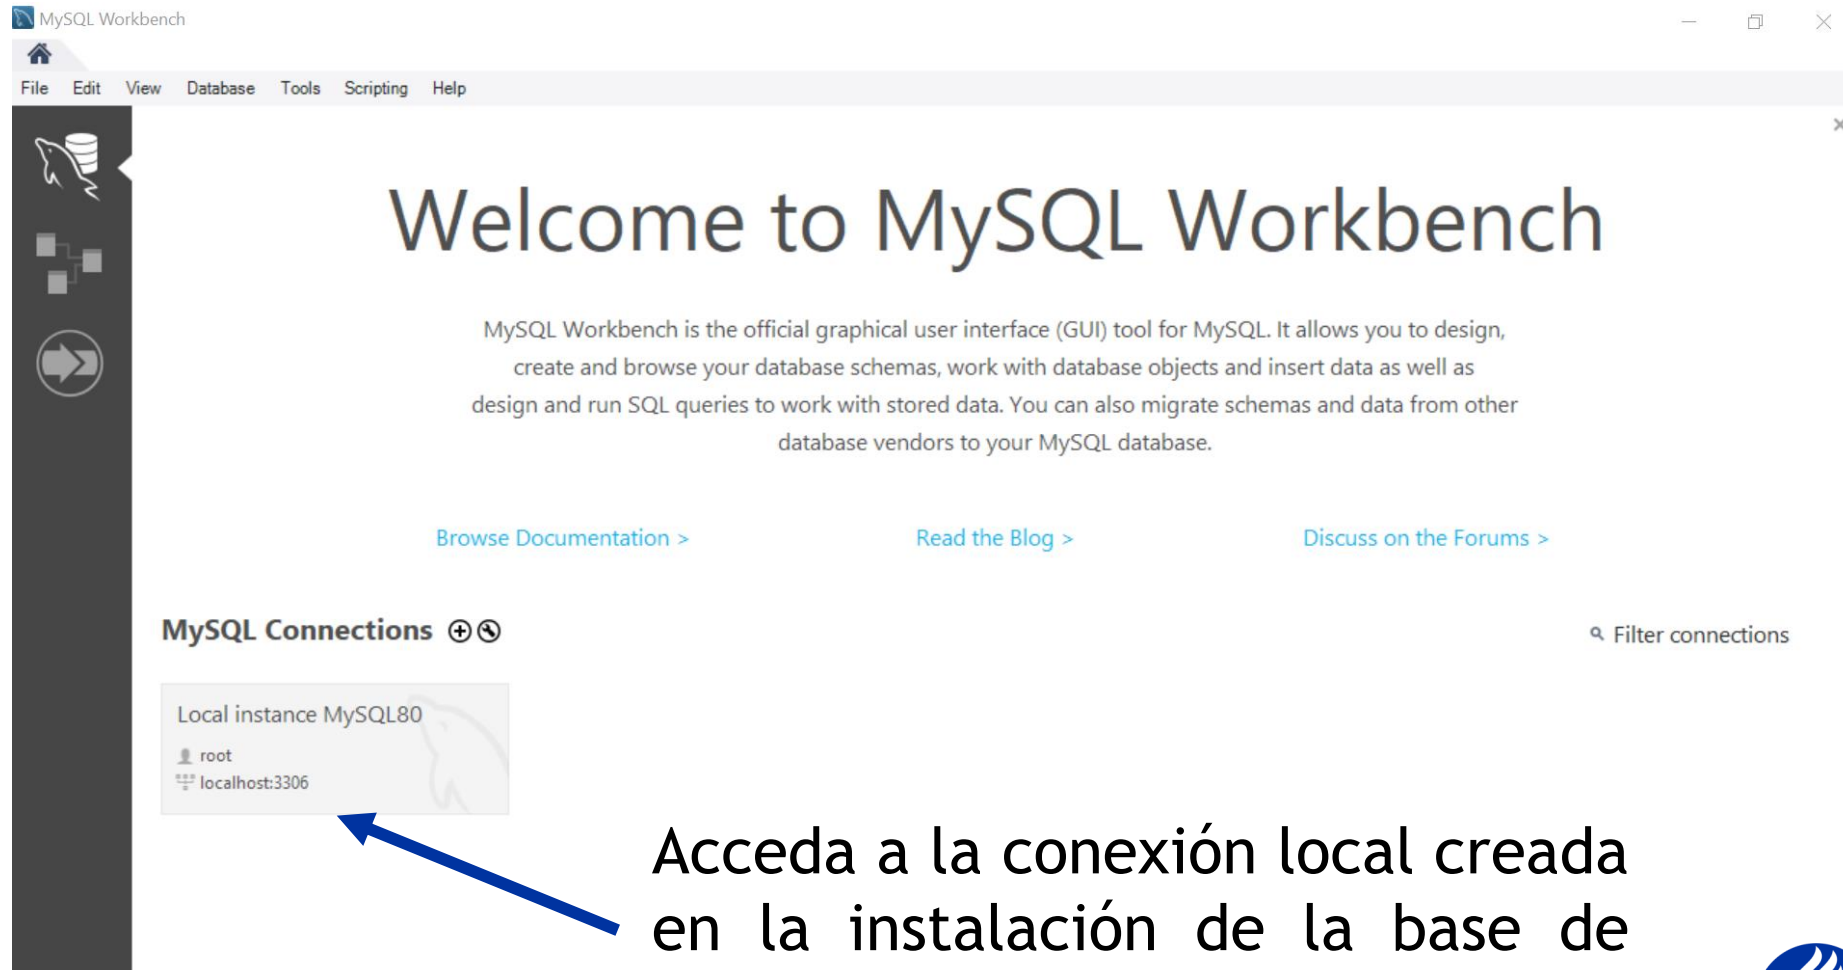 MySQL Workbench
File Edit View Database Tools Scripting Help
Welcome to MySQL Workbench
MySQL Workbench is the official graphical user interface (GUI) tool for MySQL. It allows you to design,
create and browse your database schemas, work with database objects and insert data as well as
design and run SQL queries to work with stored data. You can also migrate schemas and data from other
database vendors to your MySQL database.
Browse Documentation > Read the Blog > Discuss on the Forums >
MySQL Connections
Filter connections
Local instance MySQL80
root
localhost:3306
Acceda a la conexión local creada
en la instalación de la base de